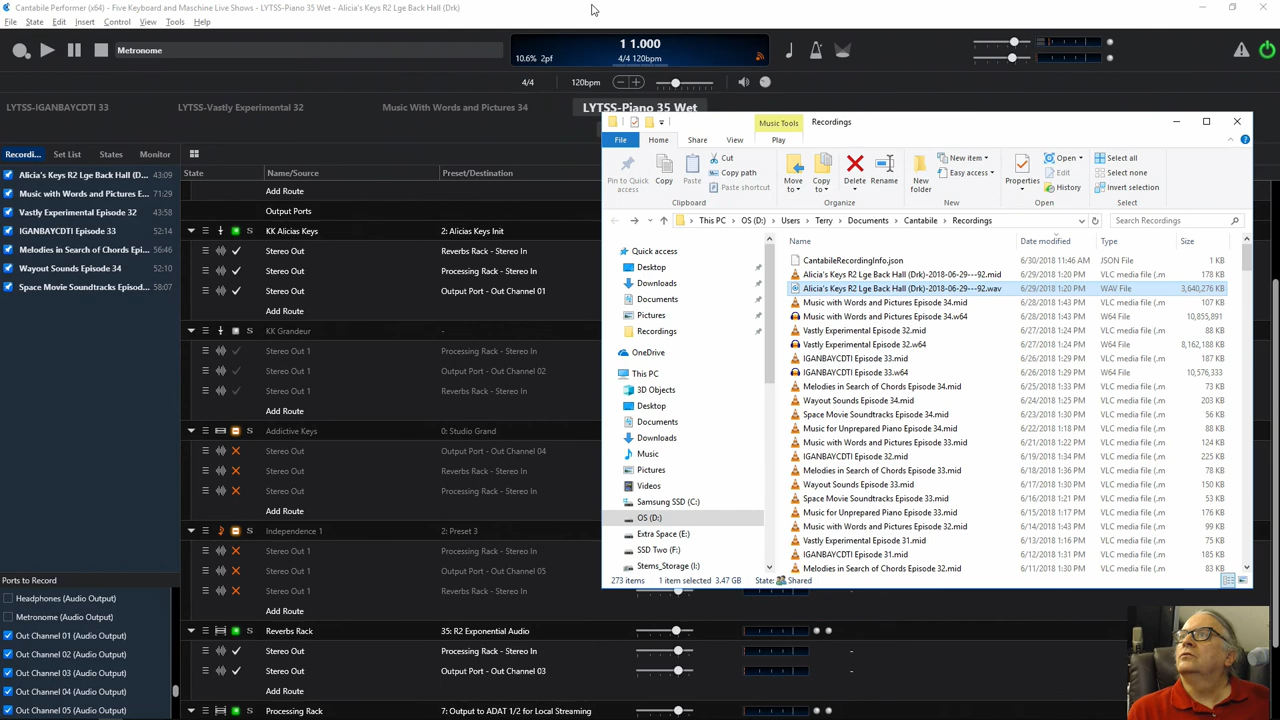 Cantabile Performer (x64) - Five Keyboard and Maschine Live Shows - LYTSS-Piano 35 Wet - Alicia's Keys R2 Lge Back Hall (Drk)
File State Edit Insert Control View Tools Help
Metronome
1 1.000
10.6% 2pf 4/4 120bpm
4/4 120bpm
LYTSS-IGANBAYCDTI 33 LYTSS-Vastly Experimental 32 Music With Words and Pictures 34 LYTSS-Piano 35 Wet
Recordi... Set List States Monitor
Alicia's Keys R2 Lge Back Hall (D... 43:09
Music with Words and Pictures E... 71:29
Vastly Experimental Episode 32 43:58
IGANBAYCDTI Episode 33 52:14
Melodies in Search of Chords Epi... 56:49
Wayout Sounds Episode 34 52:10
Space Movie Soundtracks Episod... 58:07
Ports to Record
Headphones (Audio Output)
Metronome (Audio Output)
Out Channel 01 (Audio Output)
Out Channel 02 (Audio Output)
Out Channel 03 (Audio Output)
Out Channel 04 (Audio Output)
Out Channel 05 (Audio Output)
State Name/Source Preset/Destination
Add Route
Output Ports
KK Alicias Keys 2: Alicias Keys Init
Stereo Out Reverbs Rack - Stereo In
Stereo Out Processing Rack - Stereo In
Stereo Out Output Port - Out Channel 01
Add Route
S KK Grandeur -
Stereo Out 1 Processing Rack - Stereo In
Stereo Out 1 Output Port - Out Channel 02
Stereo Out 1 Reverbs Rack - Stereo In
Add Route
S Addictive Keys 0: Studio Grand
Stereo Out Output Port - Out Channel 04
Stereo Out Reverbs Rack - Stereo In
Stereo Out Processing Rack - Stereo In
Add Route
S Independence 1 2: Preset 3
Stereo Out 1 Processing Rack - Stereo In
Stereo Out 1 Output Port - Out Channel 05
Stereo Out 1 Reverbs Rack - Stereo In
Add Route
S Reverbs Rack 35: R2 Exponential Audio
Stereo Out Processing Rack - Stereo In
Stereo Out Output Port - Out Channel 03
Add Route
S Processing Rack 7: Output to ADAT 1/2 for Local Streaming
Music Tools Recordings
File Home Share View Play
Pin to Quick access
Copy
Paste
Cut
Copy path
Paste shortcut
Clipboard
Move to
Copy to
Delete
Rename
Organize
New folder
New item
Easy access
New
Properties
Open
Edit
History
Open
Select all
Select none
Invert selection
Select
This PC > OS (D:) > Users > Terry > Documents > Cantabile > Recordings
Search Recordings
Quick access
Desktop
Downloads
Documents
Pictures
Recordings
OneDrive
This PC
3D Objects
Desktop
Documents
Downloads
Music
Pictures
Videos
Samsung SSD (C:)
OS (D:)
Extra Space (E:)
SSD Two (F:)
Stems_Storage (I:)
Name Date modified Type Size
CantabileRecordingInfo.json 6/30/2018 11:46 AM JSON File 1 KB
Alicia's Keys R2 Lge Back Hall (Drk)-2018-06-29---92.mid 6/29/2018 1:20 PM VLC media file (.m 178 KB
Alicia's Keys R2 Lge Back Hall (Drk)-2018-06-29---92.wav 6/29/2018 1:20 PM WAV File 3,640,276 KB
Music with Words and Pictures Episode 34.mid 6/28/2018 1:43 PM VLC media file (.m 107 KB
Music with Words and Pictures Episode 34.w64 6/28/2018 1:43 PM W64 File 10,855,891
Vastly Experimental Episode 32.mid 6/27/2018 1:24 PM VLC media file (.m 88 KB
Vastly Experimental Episode 32.w64 6/27/2018 1:24 PM W64 File 8,162,188 KB
IGANBAYCDTI Episode 33.mid 6/26/2018 1:29 PM VLC media file (.m 187 KB
IGANBAYCDTI Episode 33.w64 6/26/2018 1:29 PM W64 File 10,576,333
Melodies in Search of Chords Episode 34.mid 6/25/2018 1:33 PM VLC media file (.m 73 KB
Wayout Sounds Episode 34.mid 6/24/2018 1:25 PM VLC media file (.m 203 KB
Space Movie Soundtracks Episode 34.mid 6/23/2018 1:30 PM VLC media file (.m 56 KB
Music for Unprepared Piano Episode 34.mid 6/22/2018 1:18 PM VLC media file (.m 88 KB
Music with Words and Pictures Episode 33.mid 6/21/2018 1:22 PM VLC media file (.m 124 KB
IGANBAYCDTI Episode 32.mid 6/19/2018 1:34 PM VLC media file (.m 225 KB
Melodies in Search of Chords Episode 33.mid 6/18/2018 1:36 PM VLC media file (.m 78 KB
Wayout Sounds Episode 33.mid 6/17/2018 1:30 PM VLC media file (.m 150 KB
Space Movie Soundtracks Episode 33.mid 6/16/2018 1:21 PM VLC media file (.m 53 KB
Music for Unprepared Piano Episode 33.mid 6/15/2018 1:17 PM VLC media file (.m 176 KB
Music with Words and Pictures Episode 32.mid 6/14/2018 1:43 PM VLC media file (.m 99 KB
Vastly Experimental Episode 31.mid 6/13/2018 1:16 PM VLC media file (.m 75 KB
IGANBAYCDTI Episode 31.mid 6/12/2018 1:31 PM VLC media file (.m 185 KB
Melodies in Search of Chords Episode 32.mid 6/11/2018 1:38 PM VLC media file (.m 83 KB
273 items 1 item selected 3.47 GB State: Shared